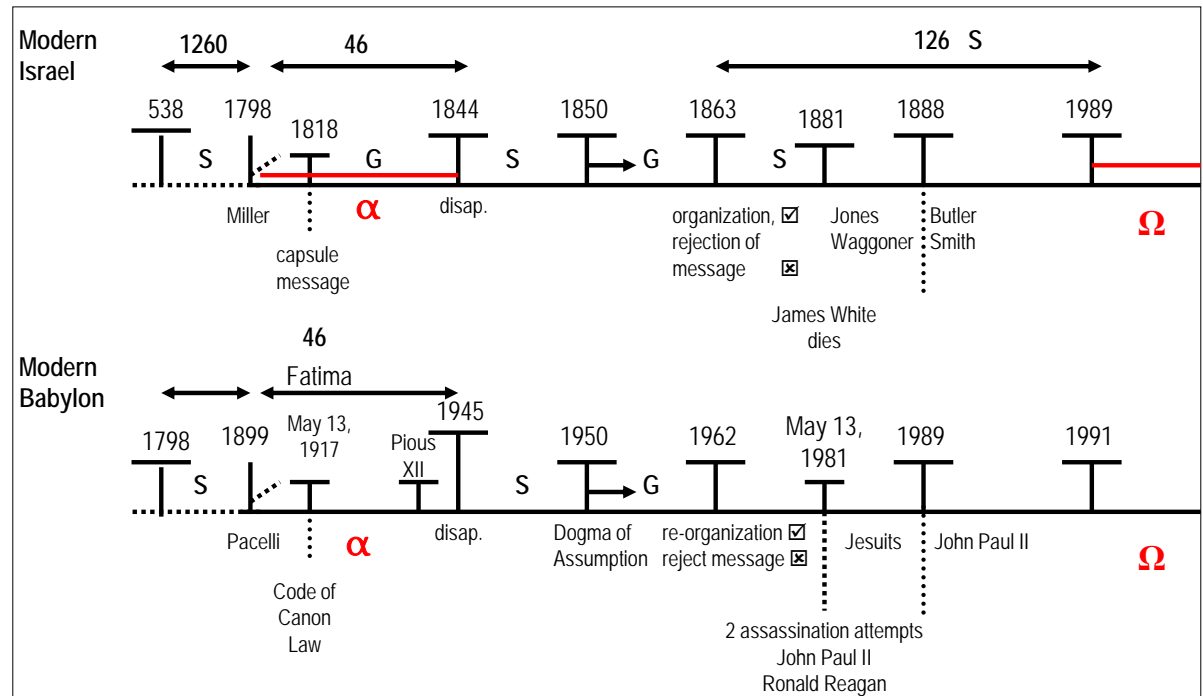 Modern
Israel
1260
46
126 S
538
1798
1818
1844
1850
1863
1881
1888
1989
S
G
S
G
S
α
Ω
Miller
disap.
capsule
message
organization, ☑
rejection of
message ☒
Jones
Waggoner
Butler
Smith
James White
dies
Modern
Babylon
46
Fatima
1798
1899
May 13,
1917
Pious
XII
1945
1950
1962
May 13,
1981
1989
1991
S
S
G
α
Ω
Pacelli
disap.
Dogma of
Assumption
re-organization ☑
reject message ☒
Jesuits
John Paul II
Code of
Canon
Law
2 assassination attempts
John Paul II
Ronald Reagan